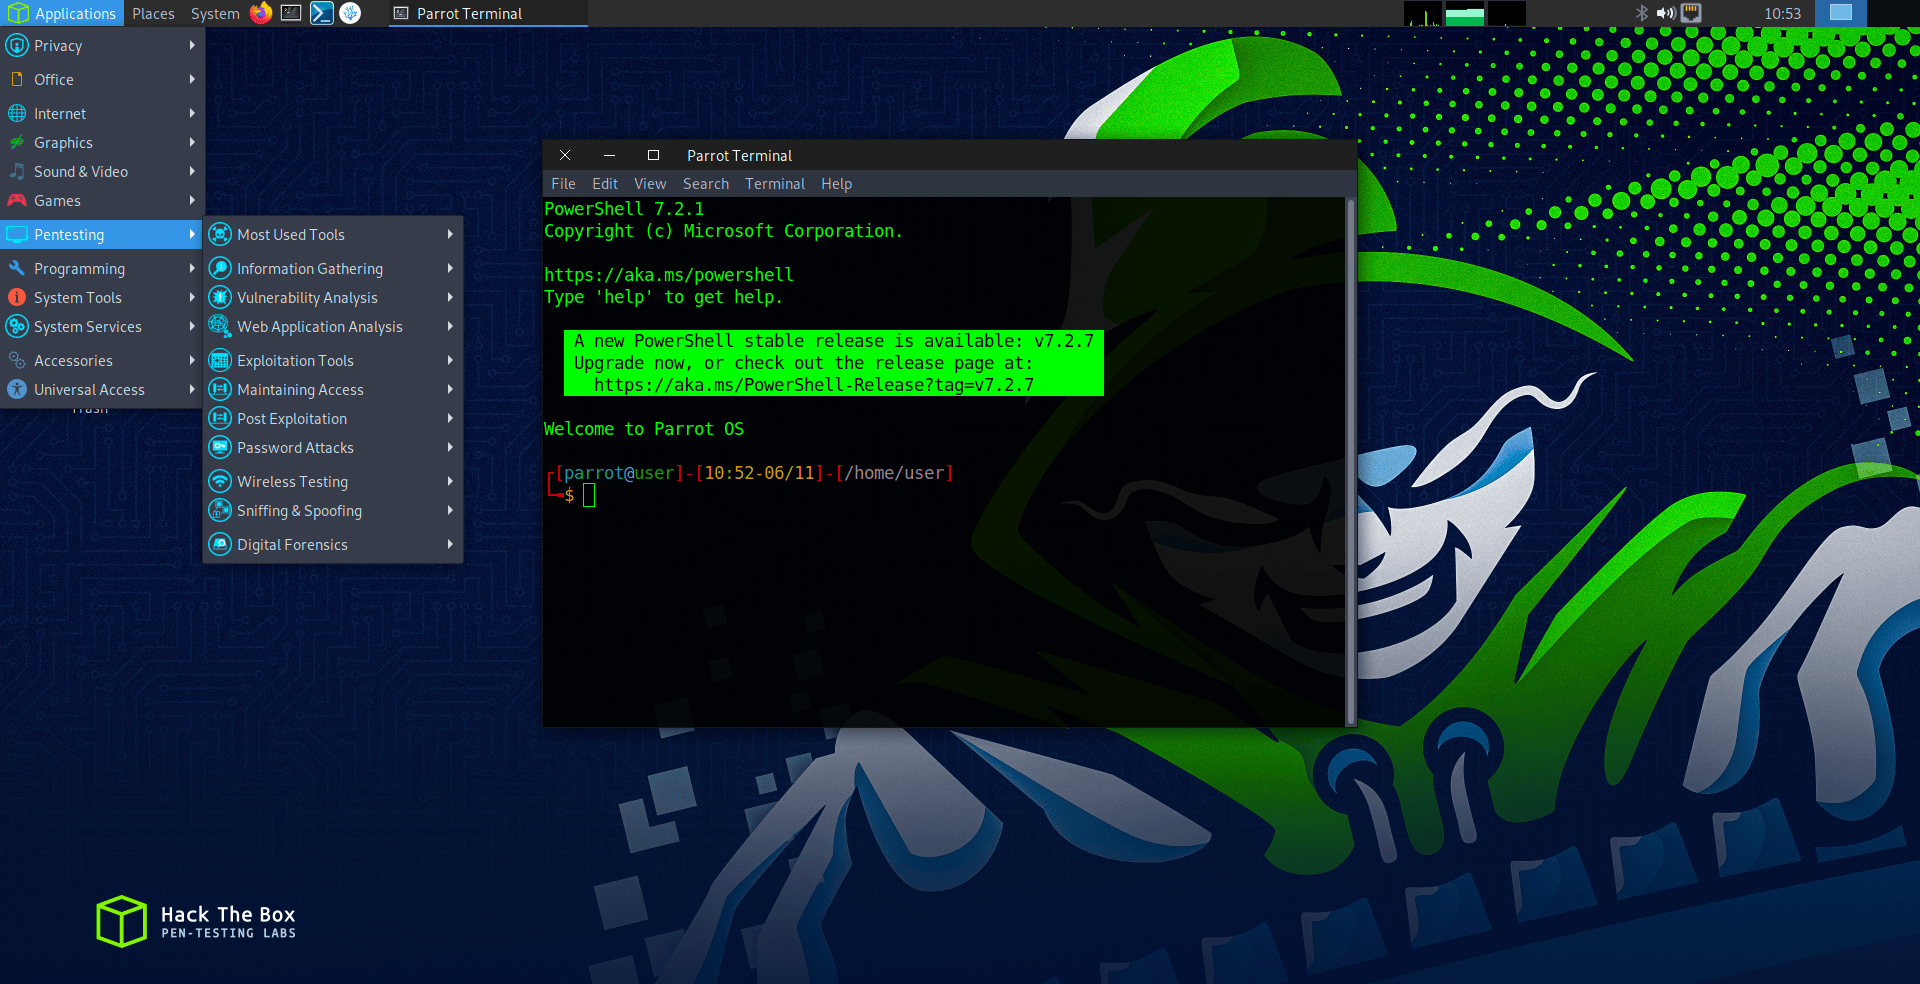 Applications Places System Parrot Terminal 10:53
Privacy
Office
Internet
Graphics
Sound & Video
Games
Pentesting
Programming
System Tools
System Services
Accessories
Universal Access
Trash
Most Used Tools
Information Gathering
Vulnerability Analysis
Web Application Analysis
Exploitation Tools
Maintaining Access
Post Exploitation
Password Attacks
Wireless Testing
Sniffing & Spoofing
Digital Forensics
Parrot Terminal
File Edit View Search Terminal Help
PowerShell 7.2.1
Copyright (c) Microsoft Corporation.
https://aka.ms/powershell
Type 'help' to get help.
A new PowerShell stable release is available: v7.2.7
Upgrade now, or check out the release page at:
https://aka.ms/PowerShell-Release?tag=v7.2.7
Welcome to Parrot OS
┌[parrot@user]-[10:52-06/11]-[/home/user]
└╼$
Hack The Box
PEN-TESTING LABS